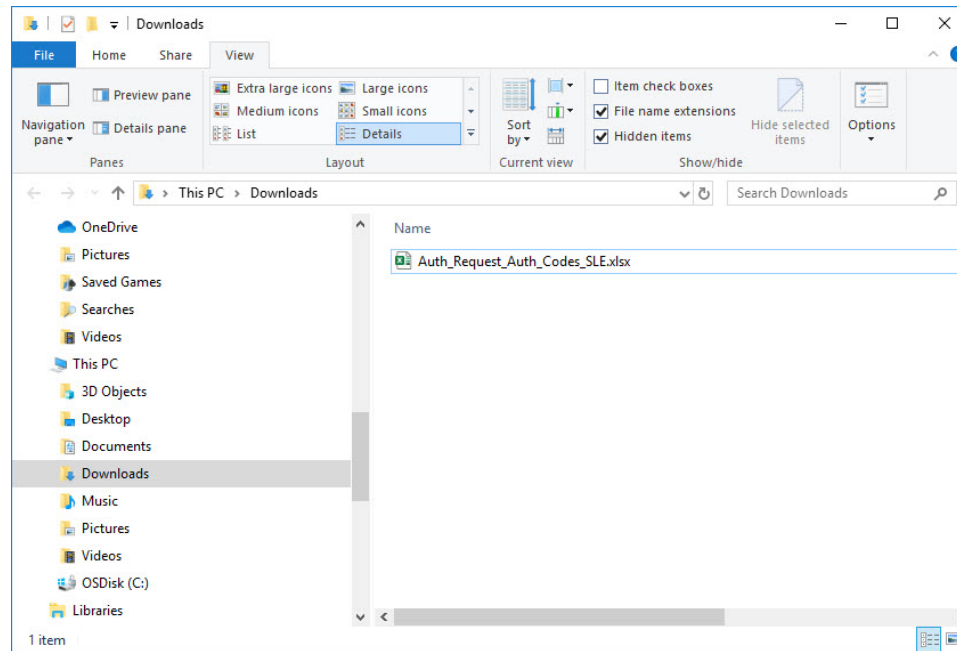 Downloads
File Home Share View
Navigation pane
Preview pane
Details pane
Panes
Extra large icons Large icons
Medium icons Small icons
List Details
Layout
Sort by
Current view
Item check boxes
File name extensions
Hidden items
Hide selected items
Show/hide
Options
This PC > Downloads
Search Downloads
OneDrive
Pictures
Saved Games
Searches
Videos
This PC
3D Objects
Desktop
Documents
Downloads
Music
Pictures
Videos
OSDisk (C:)
Libraries
Name
Auth_Request_Auth_Codes_SLE.xlsx
1 item